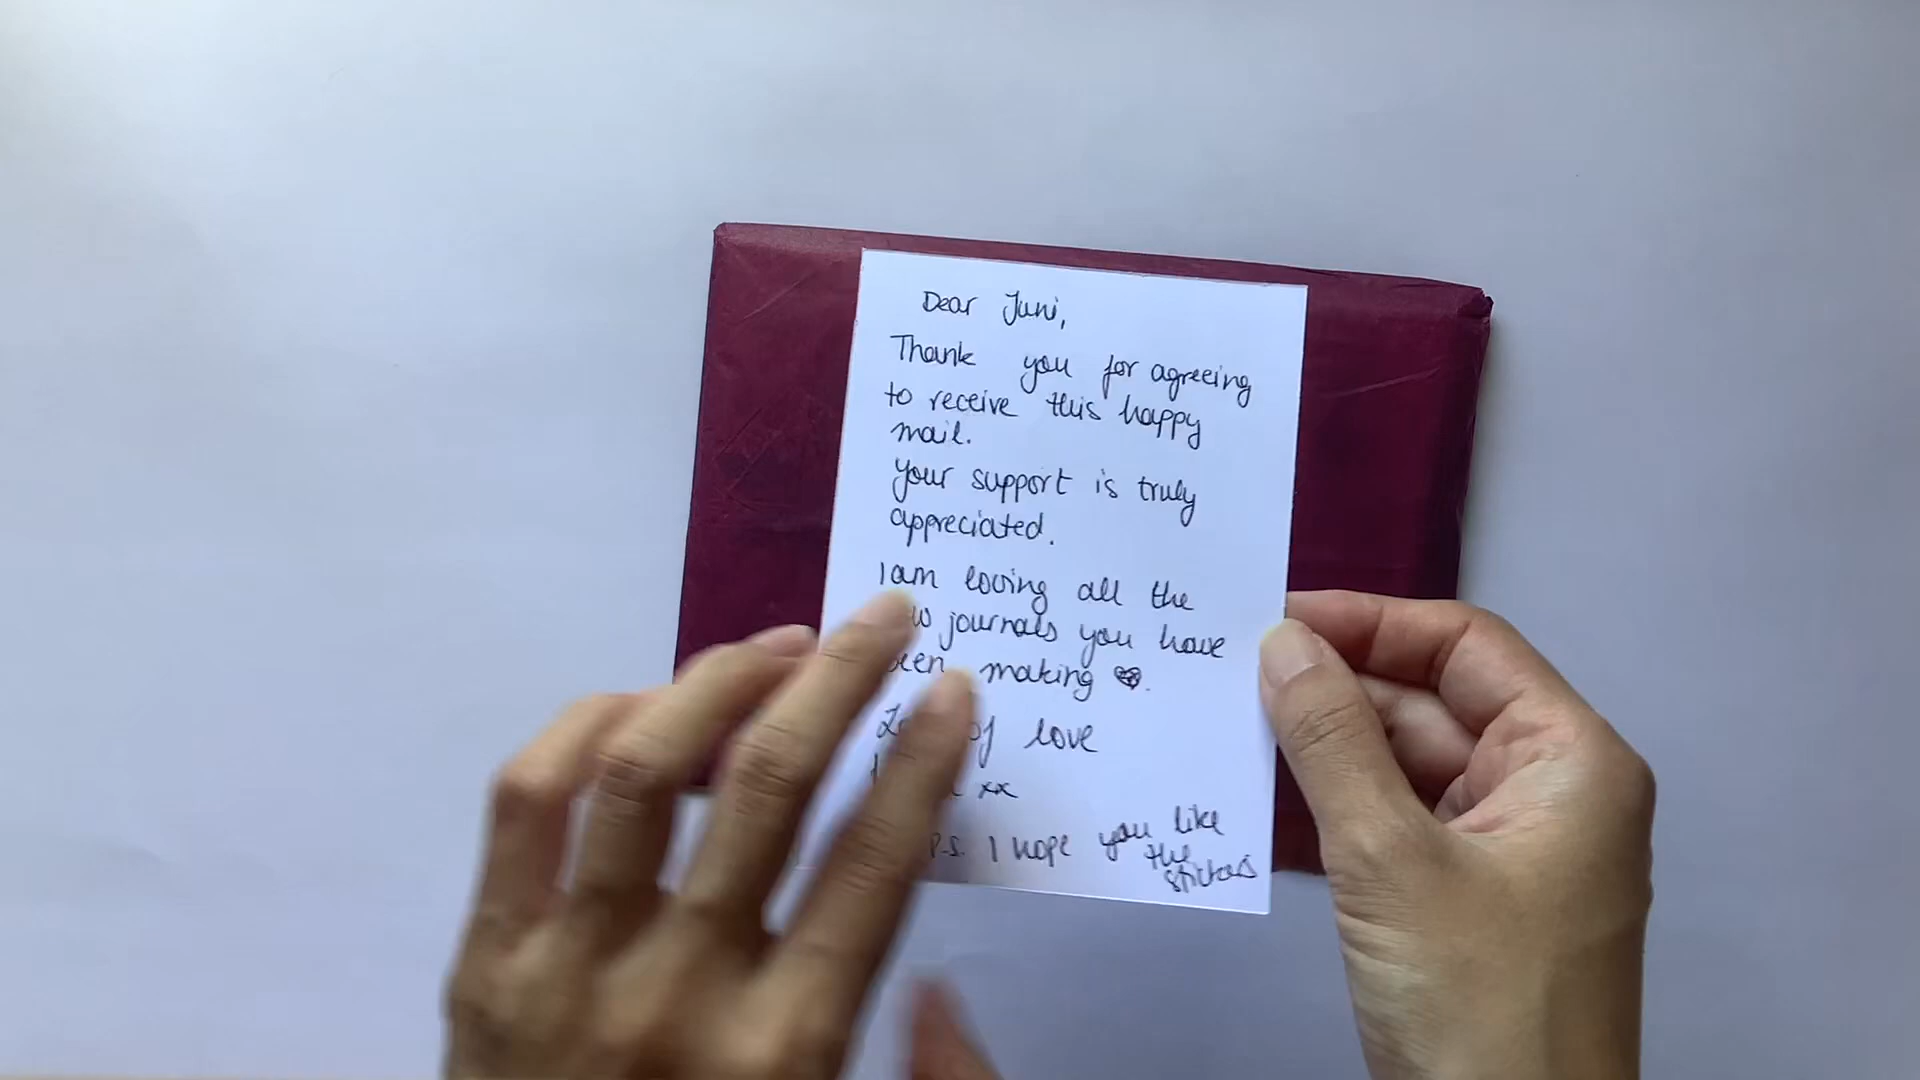 Dear Juni,
Thank you for agreeing
to receive this happy
mail.
your support is truly
appreciated.
I am loving all the
journals you have
making
of love
xx
P.S. I hope you like
the
stickers